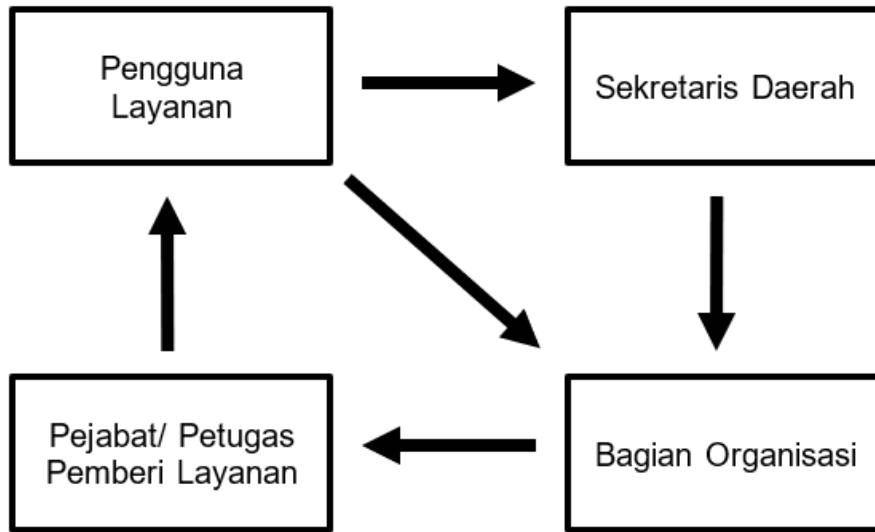 Pengguna
Layanan
Sekretaris Daerah
Pejabat/ Petugas
Pemberi Layanan
Bagian Organisasi